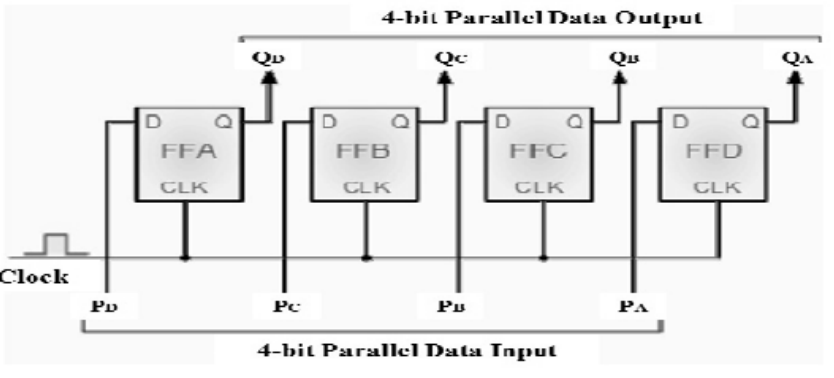 4-bit Parallel Data Output
QD QC QB QA
D Q D Q D Q D Q
FFA FFB FFC FFD
CLK CLK CLK CLK
Clock
PD PC PB PA
4-bit Parallel Data Input